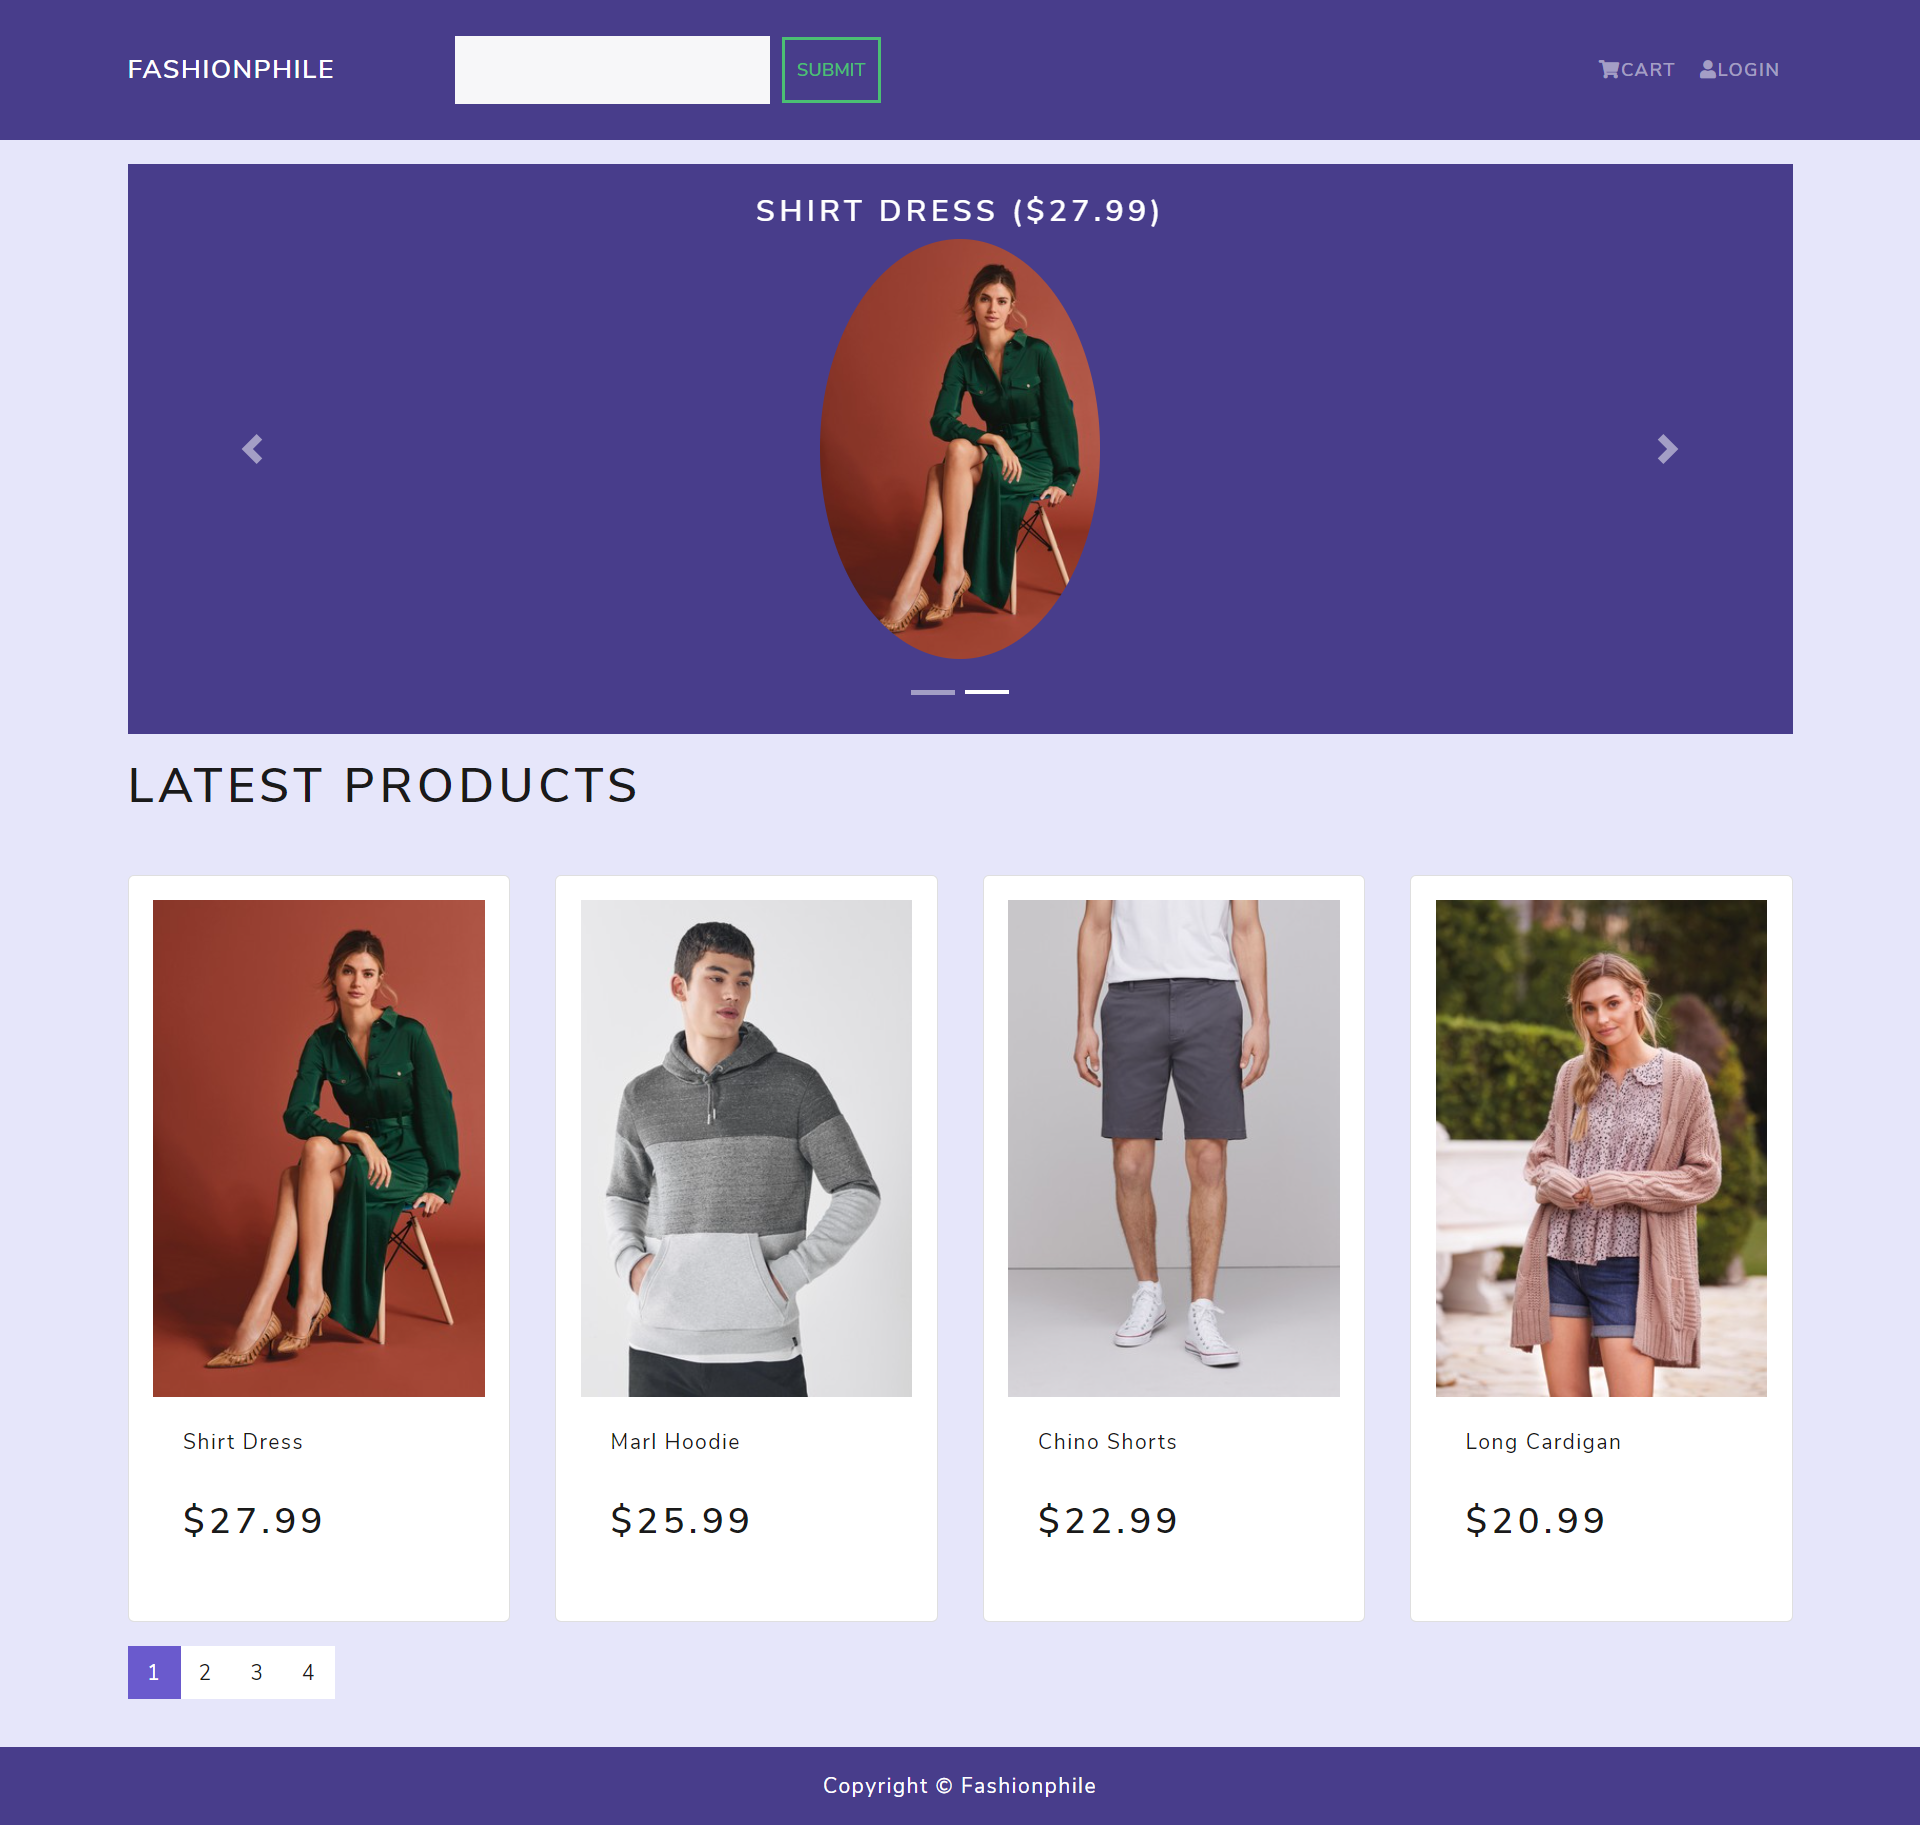 FASHIONPHILE
SUBMIT
CART
LOGIN
SHIRT DRESS ($27.99)
LATEST PRODUCTS
Shirt Dress
$27.99
Marl Hoodie
$25.99
Chino Shorts
$22.99
Long Cardigan
$20.99
1 2 3 4
Copyright © Fashionphile